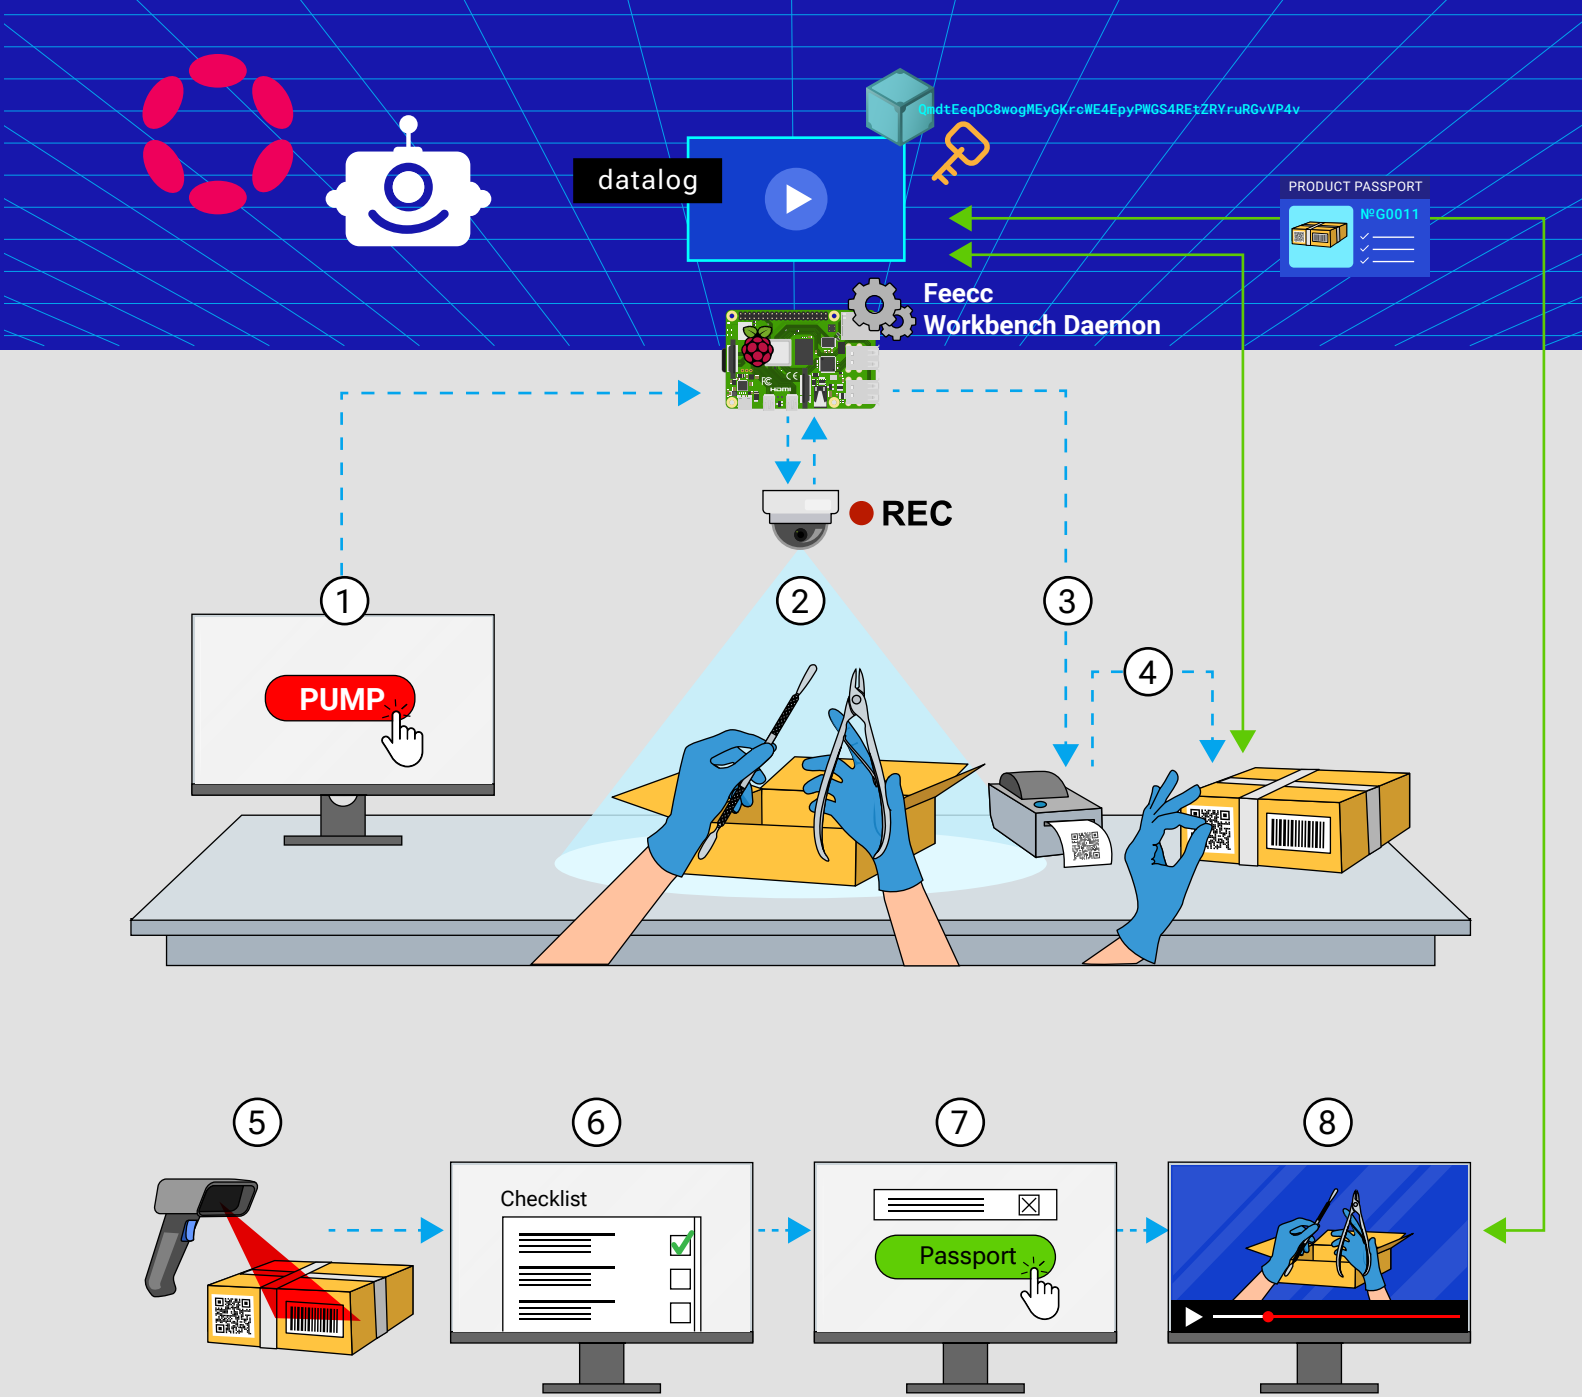 QmdtEeqDC8wogMEyGKrcWE4EpyPWGS4REtZRYruRGvVP4v
datalog
PRODUCT PASSPORT
№G0011
Feecc
Workbench Daemon
HDMI
REC
1
2
3
4
PUMP
5
6
7
8
Checklist
Passport